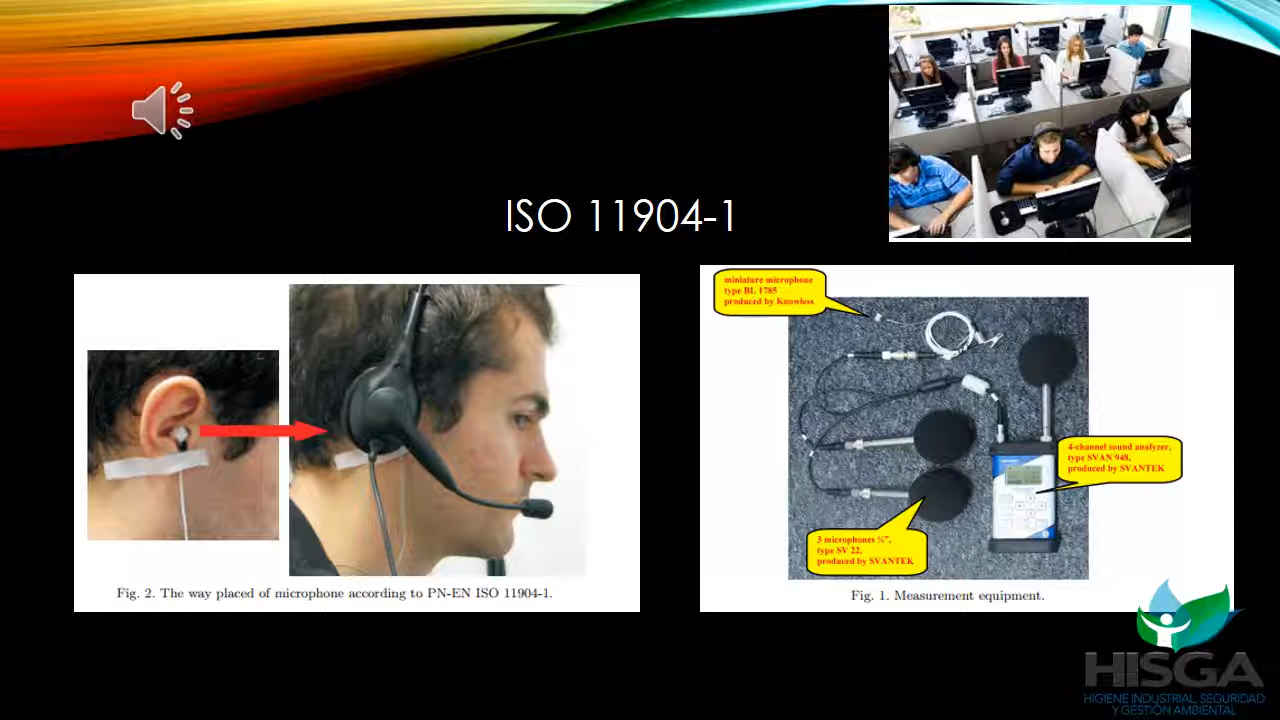 ISO 11904-1
miniature microphone
type BL 1785
produced by Knowless
4-channel sound analyzer,
type SVAN 948,
produced by SVANTEK
3 microphones ½",
type SV 22,
produced by SVANTEK
Fig. 2. The way placed of microphone according to PN-EN ISO 11904-1.
Fig. 1. Measurement equipment.
HISGA
HIGIENE INDUSTRIAL, SEGURIDAD
Y GESTIÓN AMBIENTAL